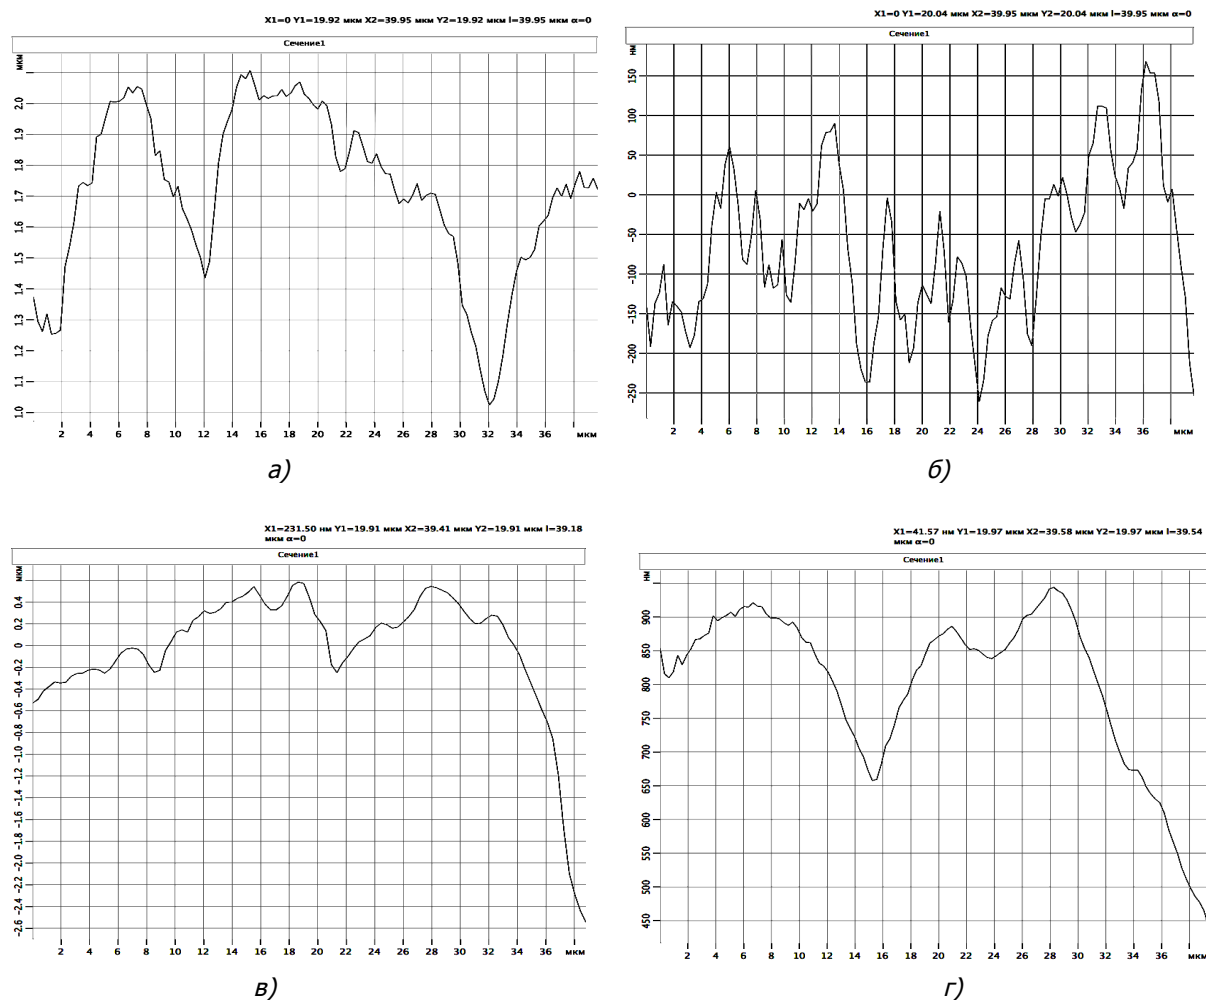 X1=0 Y1=19.92 мкм X2=39.95 мкм Y2=19.92 мкм l=39.95 мкм α=0
Сечение1
мкм
2.0
1.9
1.8
1.7
1.6
1.5
1.4
1.3
1.2
1.1
1.0
2 4 6 8 10 12 14 16 18 20 22 24 26 28 30 32 34 36 мкм
а)
X1=0 Y1=20.04 мкм X2=39.95 мкм Y2=20.04 мкм l=39.95 мкм α=0
Сечение1
нм
150
100
50
0
-50
-100
-150
-200
-250
2 4 6 8 10 12 14 16 18 20 22 24 26 28 30 32 34 36 мкм
б)
X1=231.50 нм Y1=19.91 мкм X2=39.41 мкм Y2=19.91 мкм l=39.18
мкм α=0
Сечение1
мкм
0.4
0.2
0
-0.2
-0.4
-0.6
-0.8
-1.0
-1.2
-1.4
-1.6
-1.8
-2.0
-2.2
-2.4
-2.6
2 4 6 8 10 12 14 16 18 20 22 24 26 28 30 32 34 36 мкм
в)
X1=41.57 нм Y1=19.97 мкм X2=39.58 мкм Y2=19.97 мкм l=39.54
мкм α=0
Сечение1
нм
900
850
800
750
700
650
600
550
500
450
2 4 6 8 10 12 14 16 18 20 22 24 26 28 30 32 34 36 мкм
г)